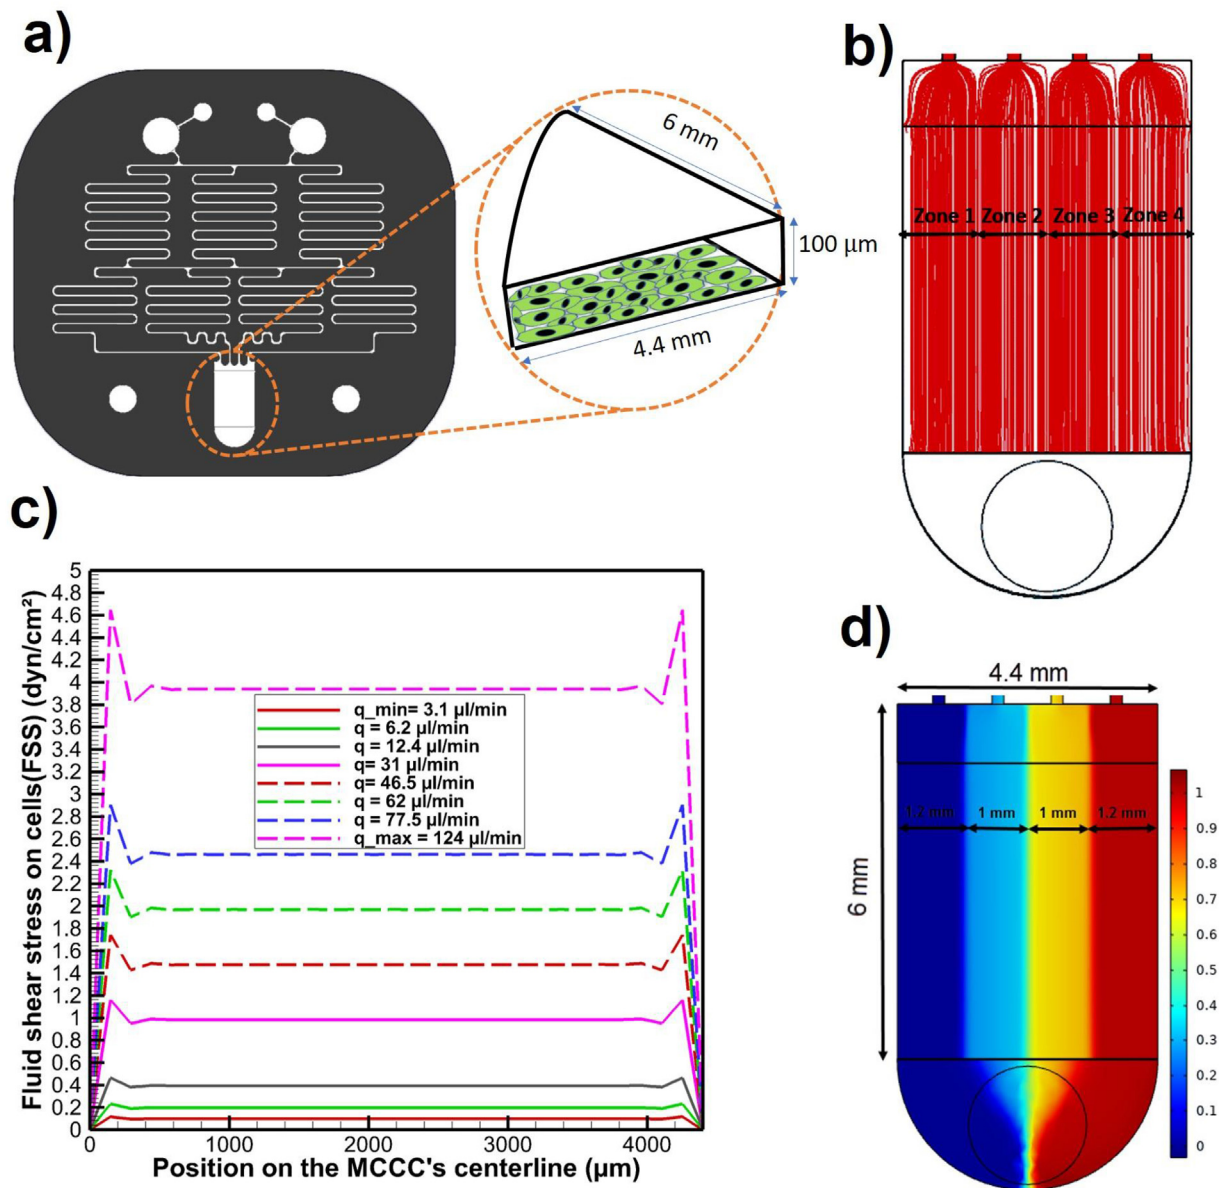 a)
6 mm
100 µm
4.4 mm
b)
Zone 1
Zone 2
Zone 3
Zone 4
c)
Fluid shear stress on cells(FSS) (dyn/cm²)
5
4.8
4.6
4.4
4.2
4
3.8
3.6
3.4
3.2
3
2.8
2.6
2.4
2.2
2
1.8
1.6
1.4
1.2
1
0.8
0.6
0.4
0.2
0
q_min= 3.1 µl/min
q = 6.2 µl/min
q = 12.4 µl/min
q= 31 µl/min
q= 46.5 µl/min
q = 62 µl/min
q = 77.5 µl/min
q_max = 124 µl/min
0 1000 2000 3000 4000
Position on the MCCC's centerline (µm)
d)
4.4 mm
6 mm
1.2 mm
1 mm
1 mm
1.2 mm
1
0.9
0.8
0.7
0.6
0.5
0.4
0.3
0.2
0.1
0